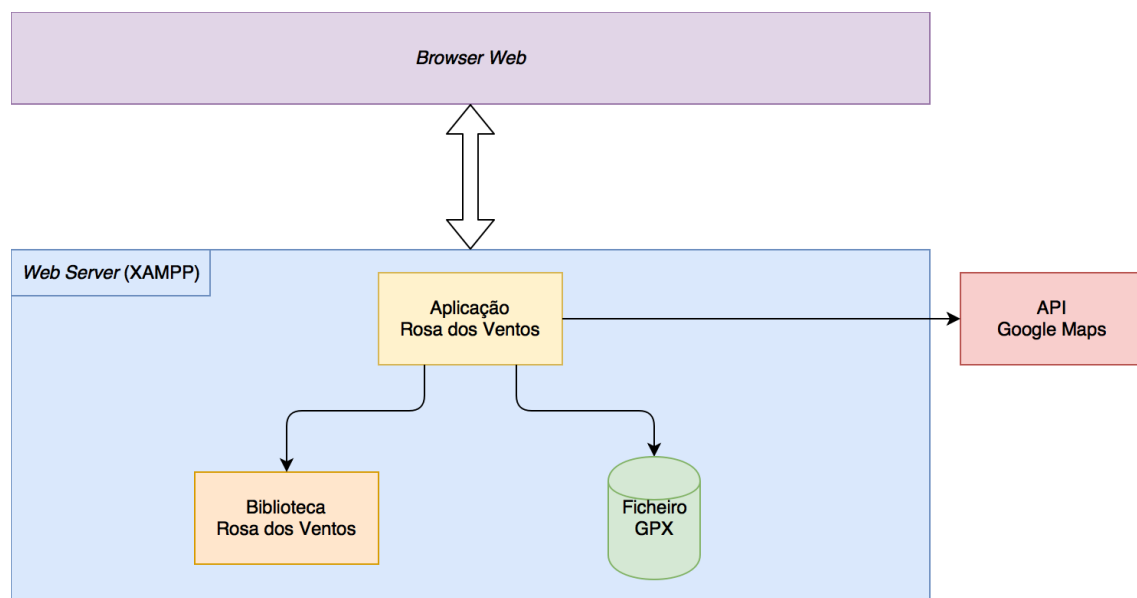 Browser Web
Web Server (XAMPP)
Aplicação
Rosa dos Ventos
API
Google Maps
Biblioteca
Rosa dos Ventos
Ficheiro
GPX